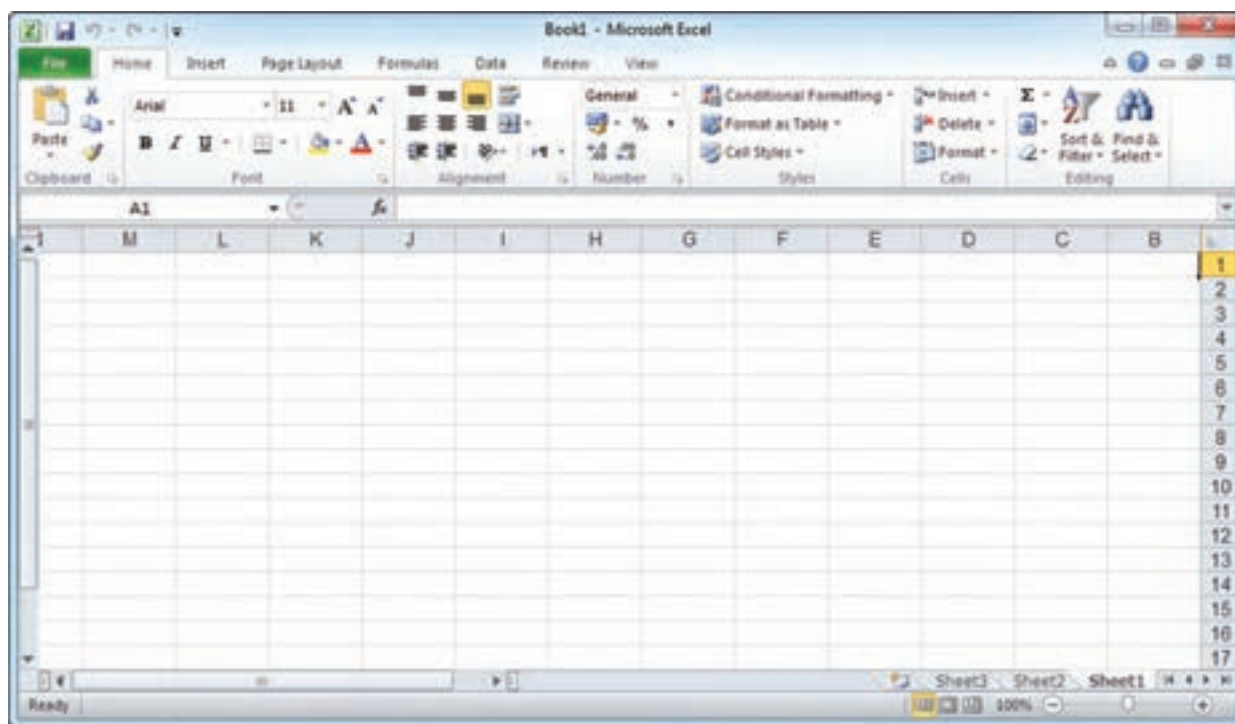 Book1 - Microsoft Excel
File Home Insert Page Layout Formulas Data Review View
Arial 11 General Conditional Formatting Insert Σ
Paste B I U % Format as Table Delete Sort & Filter Find & Select
Cell Styles Format
Clipboard Font Alignment Number Styles Cells Editing
A1 fx
M L K J I H G F E D C B
1
2
3
4
5
6
7
8
9
10
11
12
13
14
15
16
17
Sheet3 Sheet2 Sheet1
Ready 100%